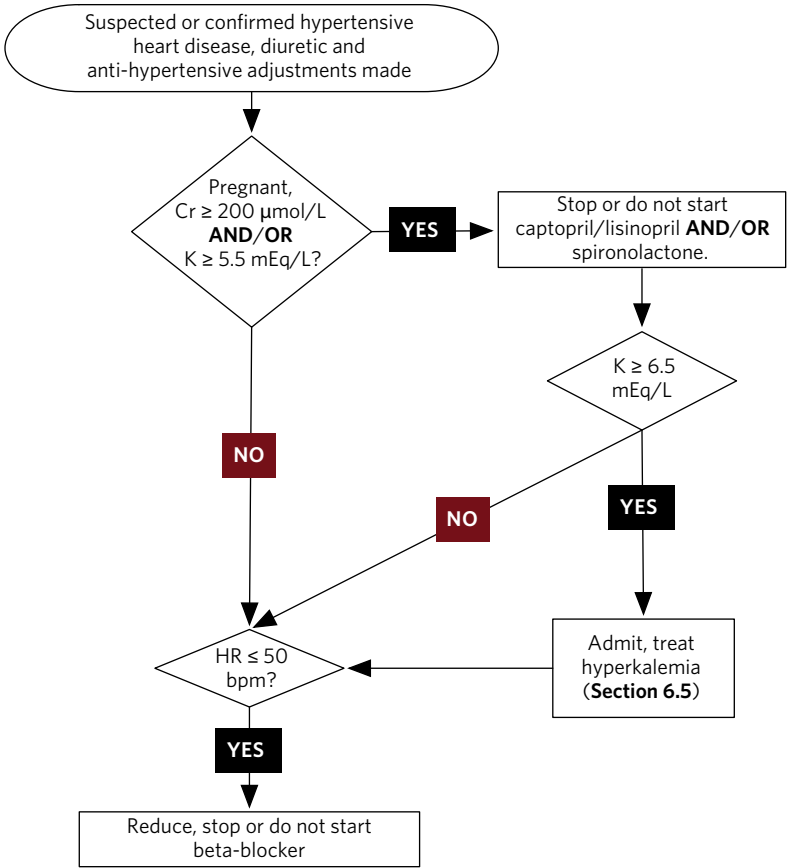 Suspected or confirmed hypertensive
heart disease, diuretic and
anti-hypertensive adjustments made
Pregnant,
Cr ≥ 200 μmol/L
AND/OR
K ≥ 5.5 mEq/L?
YES
Stop or do not start
captopril/lisinopril AND/OR
spironolactone.
K ≥ 6.5
mEq/L
NO
NO
YES
HR ≤ 50
bpm?
Admit, treat
hyperkalemia
(Section 6.5)
YES
Reduce, stop or do not start
beta-blocker